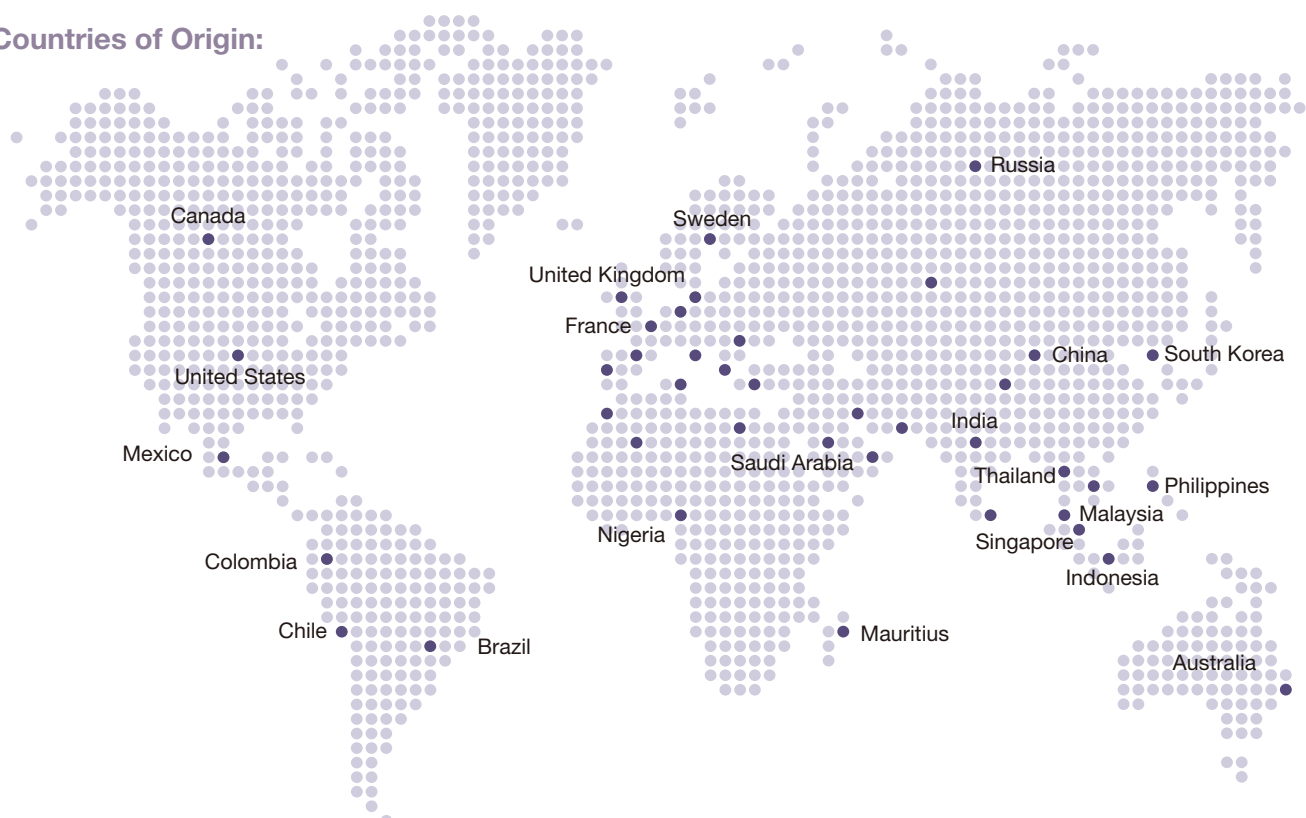 Countries of Origin:
Russia
Canada
Sweden
United Kingdom
France
China
South Korea
United States
India
Mexico
Saudi Arabia
Thailand
Philippines
Malaysia
Nigeria
Singapore
Colombia
Indonesia
Chile
Mauritius
Brazil
Australia